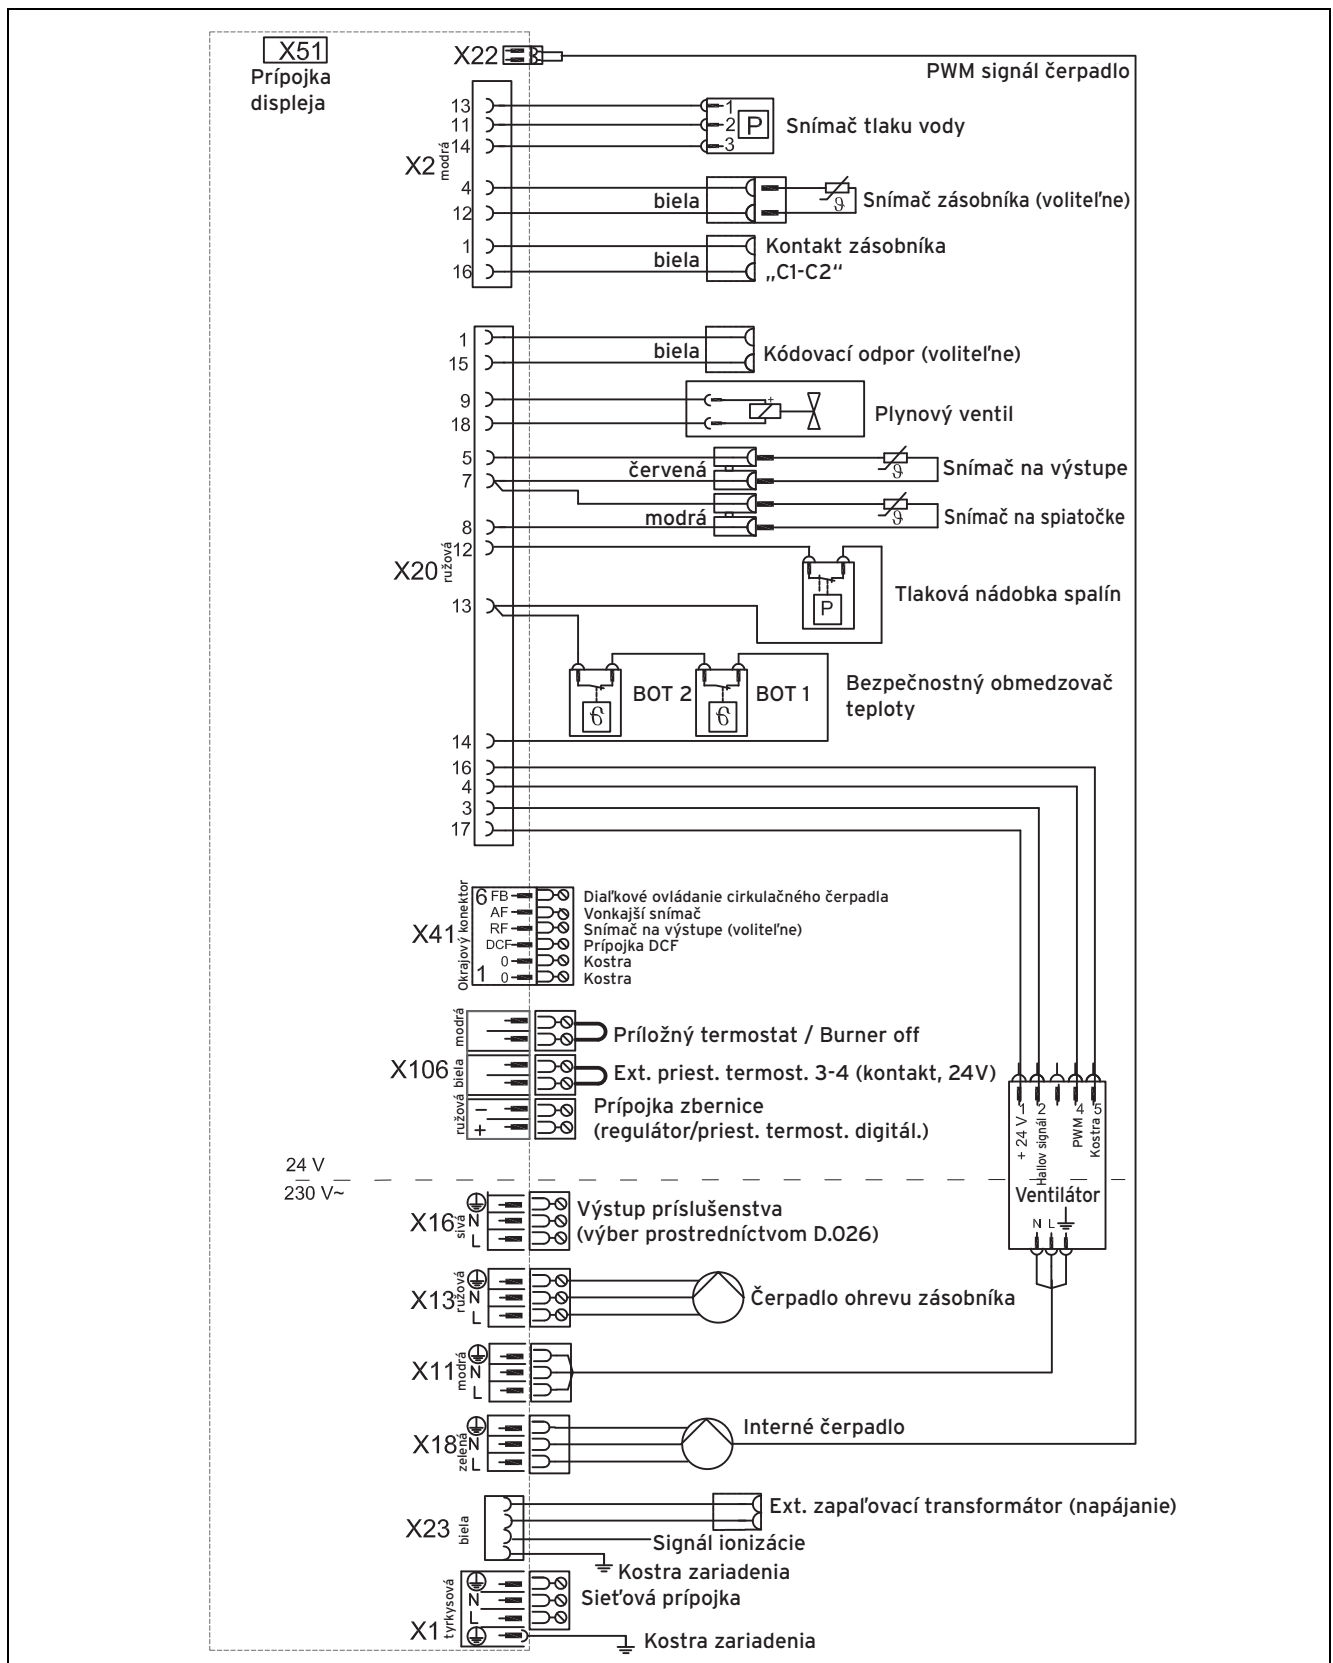 X51
Prípojka
displeja
X22
PWM signál čerpadlo
X2
modrá
13
11
14
4
12
1
16
1
2
3
P
Snímač tlaku vody
biela
ϑ
Snímač zásobníka (voliteľne)
biela
Kontakt zásobníka
„C1-C2“
X20
ružová
1
15
9
18
5
7
8
12
13
14
16
4
3
17
biela
Kódovací odpor (voliteľne)
+
Plynový ventil
červená
ϑ
Snímač na výstupe
modrá
ϑ
Snímač na spiatočke
P
Tlaková nádobka spalín
BOT 2
BOT 1
Bezpečnostný obmedzovač
teploty
X41
Okrajový konektor
6 FB
AF
RF
DCF
0
1 0
Diaľkové ovládanie cirkulačného čerpadla
Vonkajší snímač
Snímač na výstupe (voliteľne)
Prípojka DCF
Kostra
Kostra
X106
modrá
biela
ružová
−
+
Príložný termostat / Burner off
Ext. priest. termost. 3-4 (kontakt, 24V)
Prípojka zbernice
(regulátor/priest. termost. digitál.)
+ 24 V 1
Hallov signál 2
PWM 4
Kostra 5
Ventilátor
N L
24 V
230 V~
X16
sivá
N
L
Výstup príslušenstva
(výber prostredníctvom D.026)
X13
ružová
N
L
Čerpadlo ohrevu zásobníka
X11
modrá
N
L
X18
zelená
N
L
Interné čerpadlo
X23
biela
Ext. zapaľovací transformátor (napájanie)
Signál ionizácie
Kostra zariadenia
X1
tyrkysová
N
L
Sieťová prípojka
Kostra zariadenia